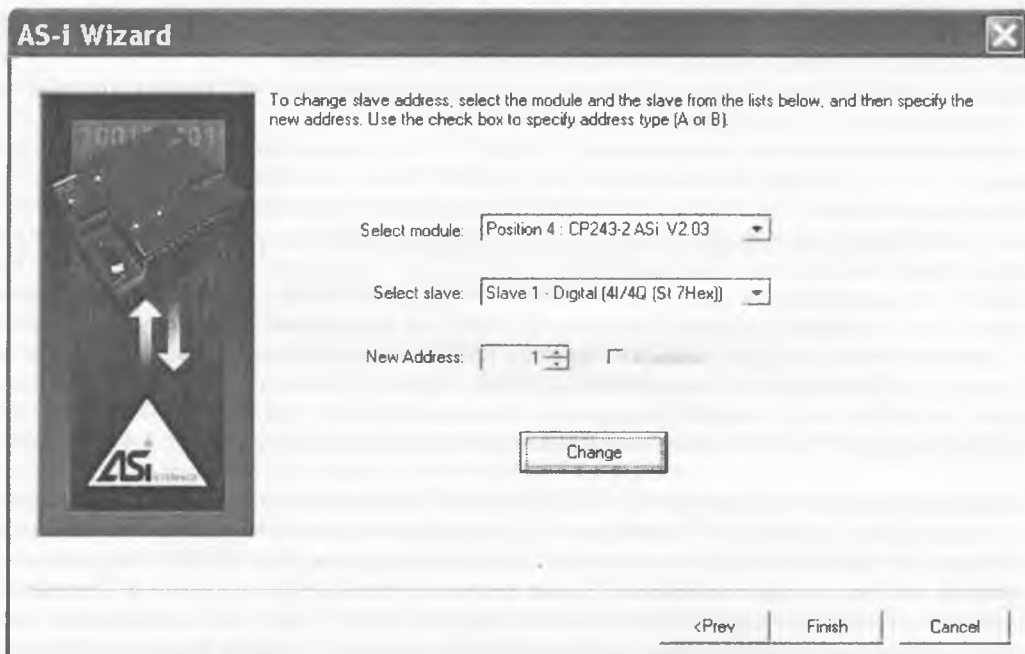 AS-i Wizard
To change slave address, select the module and the slave from the lists below, and then specify the
new address. Use the check box to specify address type (A or B).
Select module: Position 4 : CP243-2 ASi V2.03
Select slave: Slave 1 - Digital (4I/4Q (St 7Hex))
New Address: 1
Change
ASi
<Prev Finish Cancel